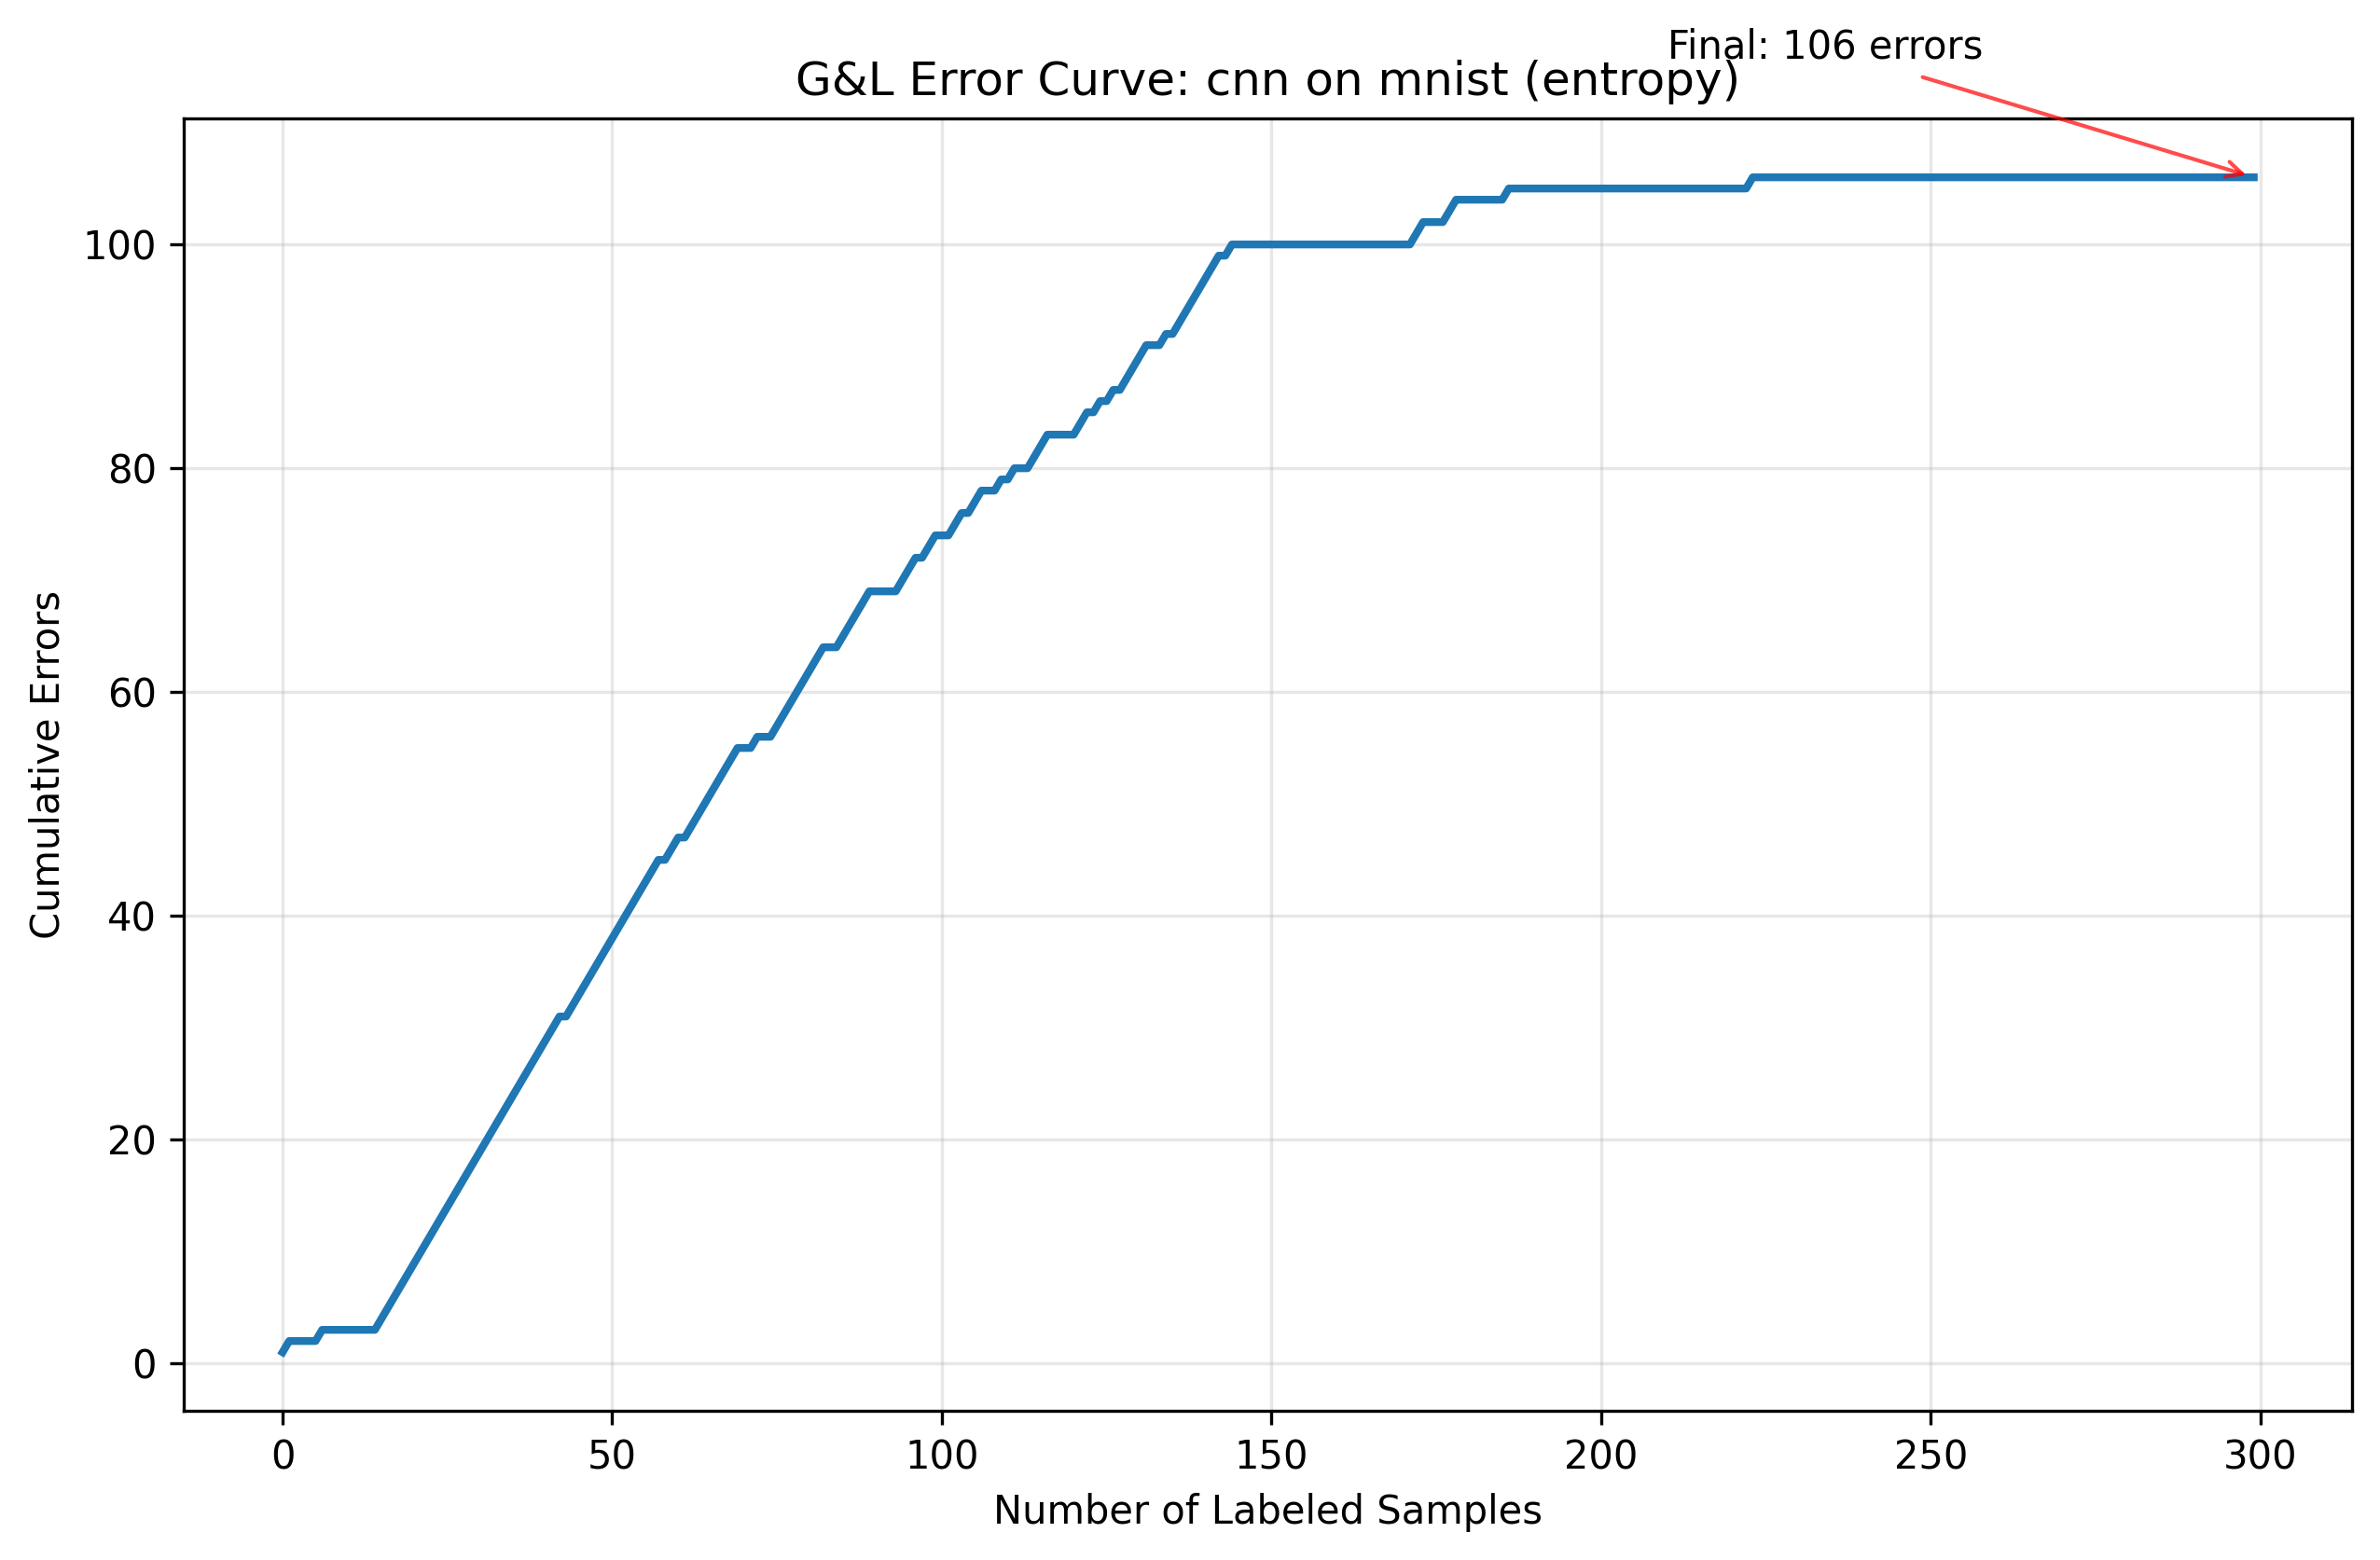 Final: 106 errors
G&L Error Curve: cnn on mnist (entropy)
Cumulative Errors
100
80
60
40
20
0
0 50 100 150 200 250 300
Number of Labeled Samples